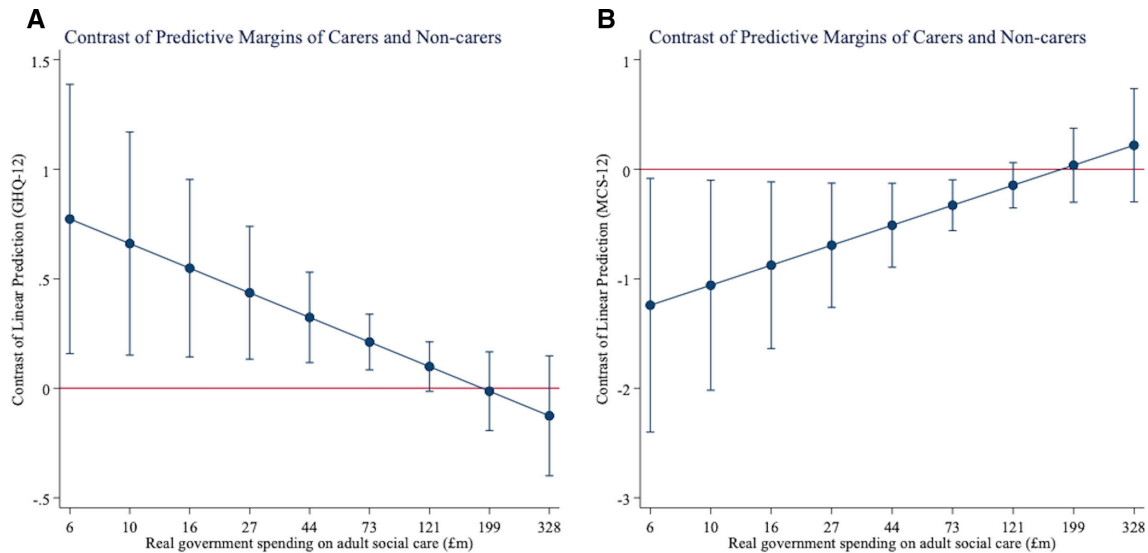 A
Contrast of Predictive Margins of Carers and Non-carers
Contrast of Linear Prediction (GHQ-12)
1.5
1
.5
0
-.5
6 10 16 27 44 73 121 199 328
Real government spending on adult social care (£m)
B
Contrast of Predictive Margins of Carers and Non-carers
Contrast of Linear Prediction (MCS-12)
1
0
-1
-2
-3
6 10 16 27 44 73 121 199 328
Real government spending on adult social care (£m)